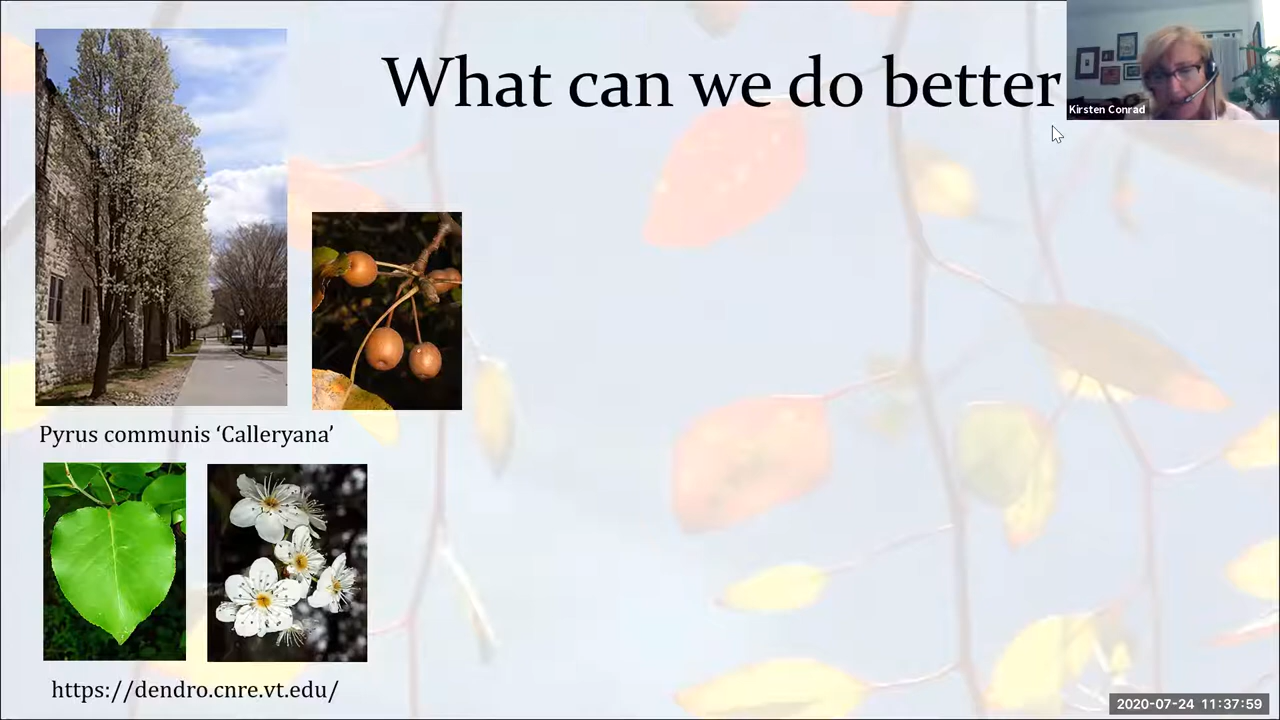 What can we do better
Kirsten Conrad
Pyrus communis ‘Calleryana’
https://dendro.cnre.vt.edu/
2020-07-24 11:37:59